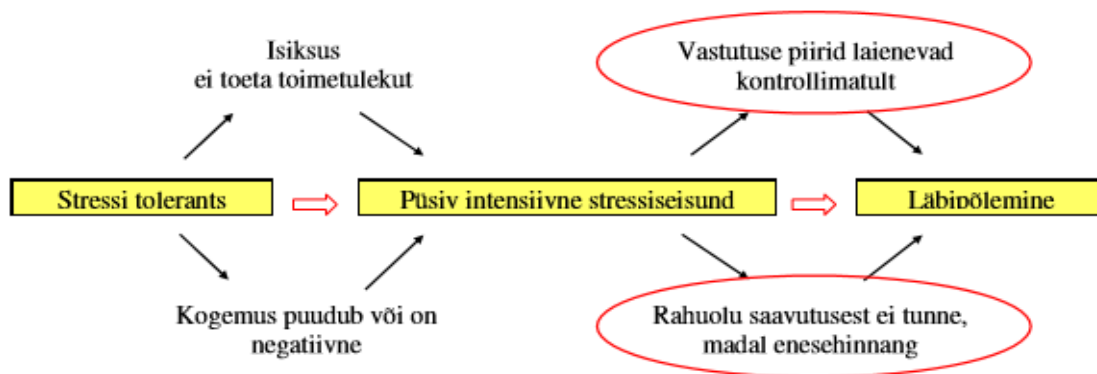 Isiksus
ei toeta toimetulekut
Vastutuse piirid laienevad
kontrollimatult
Stressi tolerants
Püsiv intensiivne stressiseisund
Läbipõlemine
Kogemus puudub või on
negatiivne
Rahuolu saavutusest ei tunne,
madal enesehinnang